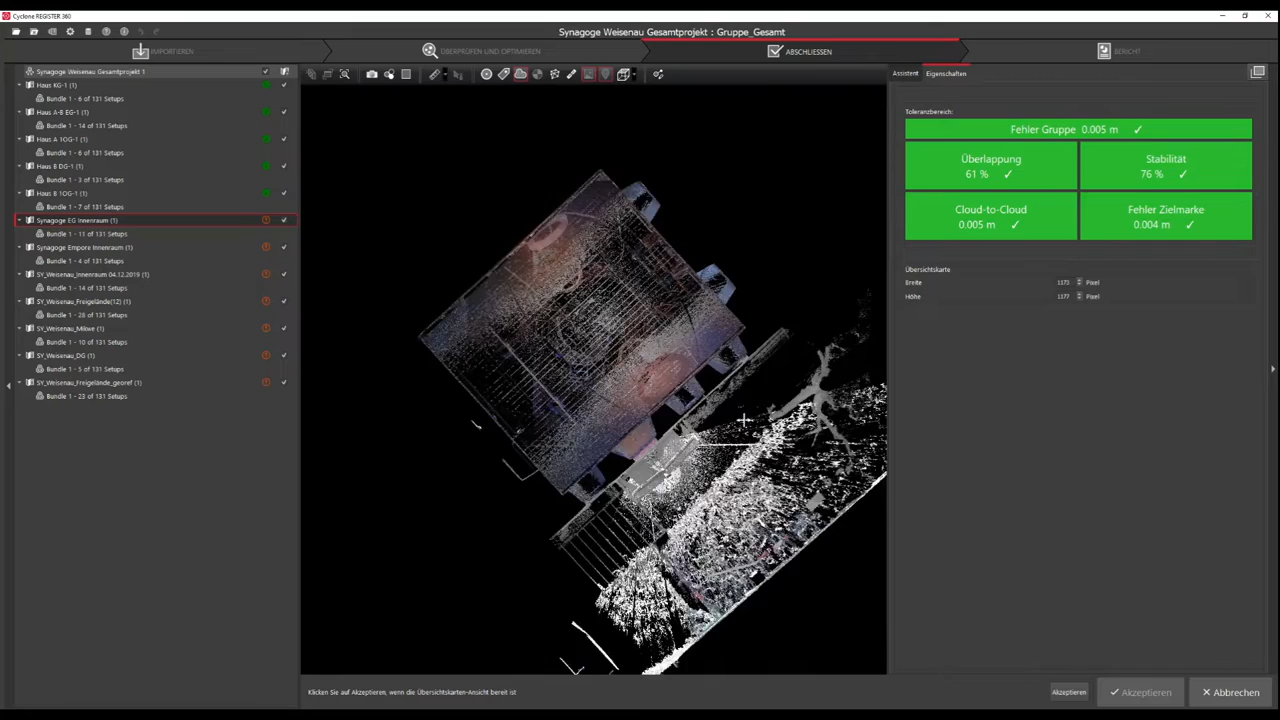 Cyclone REGISTER 360
Synagoge Weisenau Gesamtprojekt : Gruppe_Gesamt
IMPORTIEREN
ÜBERPRÜFEN UND OPTIMIEREN
ABSCHLIESSEN
BERICHT
Synagoge Weisenau Gesamtprojekt 1
Haus KG-1 (1)
Bundle 1 - 6 of 131 Setups
Haus A-B EG-1 (1)
Bundle 1 - 14 of 131 Setups
Haus A 1OG-1 (1)
Bundle 1 - 6 of 131 Setups
Haus B DG-1 (1)
Bundle 1 - 3 of 131 Setups
Haus B 1OG-1 (1)
Bundle 1 - 7 of 131 Setups
Synagoge EG Innenraum (1)
Bundle 1 - 11 of 131 Setups
Synagoge Empore Innenraum (1)
Bundle 1 - 4 of 131 Setups
SY_Weisenau_Innenraum 04.12.2019 (1)
Bundle 1 - 14 of 131 Setups
SY_Weisenau_Freigelände(12) (1)
Bundle 1 - 28 of 131 Setups
SY_Weisenau_Mikwe (1)
Bundle 1 - 10 of 131 Setups
SY_Weisenau_DG (1)
Bundle 1 - 5 of 131 Setups
SY_Weisenau_Freigelände_georef (1)
Bundle 1 - 23 of 131 Setups
Assistent
Eigenschaften
Toleranzbereich:
Fehler Gruppe 0.005 m ✓
Überlappung
61 % ✓
Stabilität
76 % ✓
Cloud-to-Cloud
0.005 m ✓
Fehler Zielmarke
0.004 m ✓
Übersichtskarte
Breite 1172 Pixel
Höhe 1177 Pixel
Klicken Sie auf Akzeptieren, wenn die Übersichtskarten-Ansicht bereit ist
Akzeptieren
Akzeptieren
Abbrechen